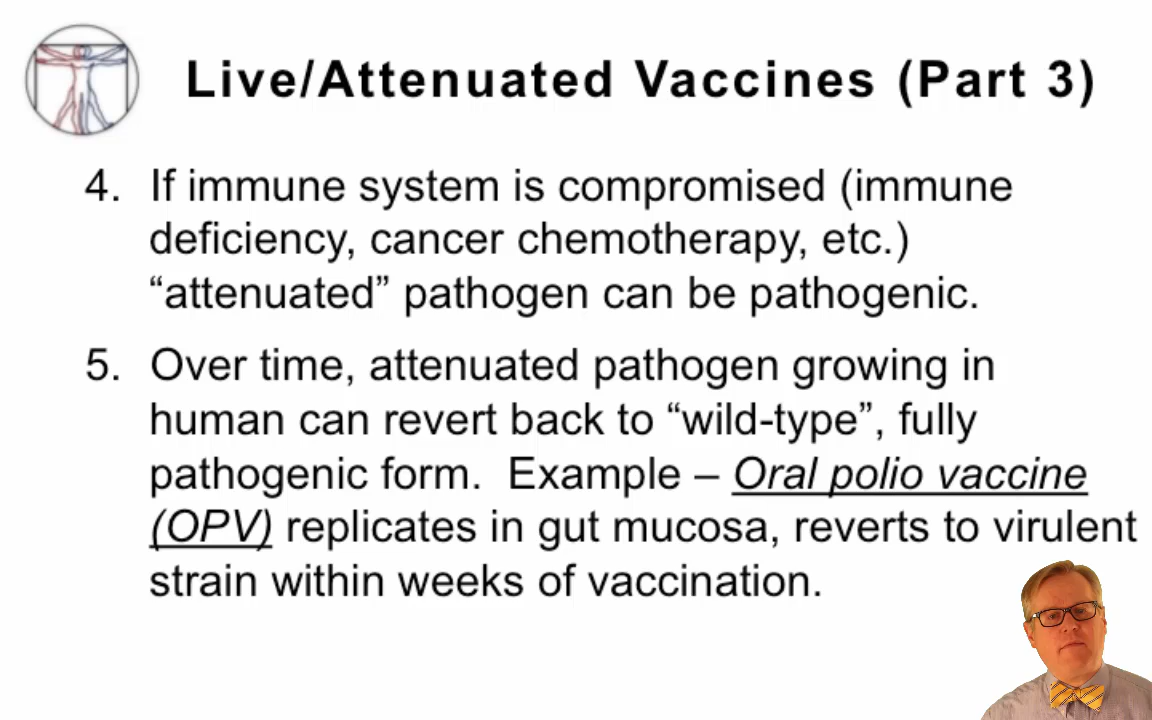 Live/Attenuated Vaccines (Part 3)
4. If immune system is compromised (immune
deficiency, cancer chemotherapy, etc.)
“attenuated” pathogen can be pathogenic.
5. Over time, attenuated pathogen growing in
human can revert back to “wild-type”, fully
pathogenic form. Example – Oral polio vaccine
(OPV) replicates in gut mucosa, reverts to virulent
strain within weeks of vaccination.